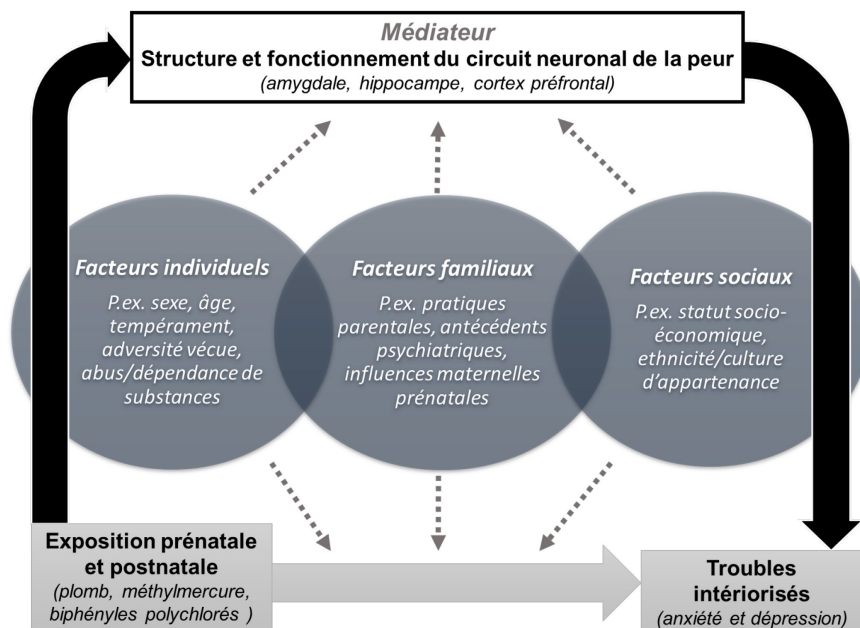 Médiateur
Structure et fonctionnement du circuit neuronal de la peur
(amygdale, hippocampe, cortex préfrontal)
Facteurs individuels
P.ex. sexe, âge,
tempérament,
adversité vécue,
abus/dépendance de
substances
Facteurs familiaux
P.ex. pratiques
parentales, antécédents
psychiatriques,
influences maternelles
prénatales
Facteurs sociaux
P.ex. statut socio-
économique,
ethnicité/culture
d'appartenance
Exposition prénatale
et postnatale
(plomb, méthylmercure,
biphényles polychlorés )
Troubles
intériorisés
(anxiété et dépression)